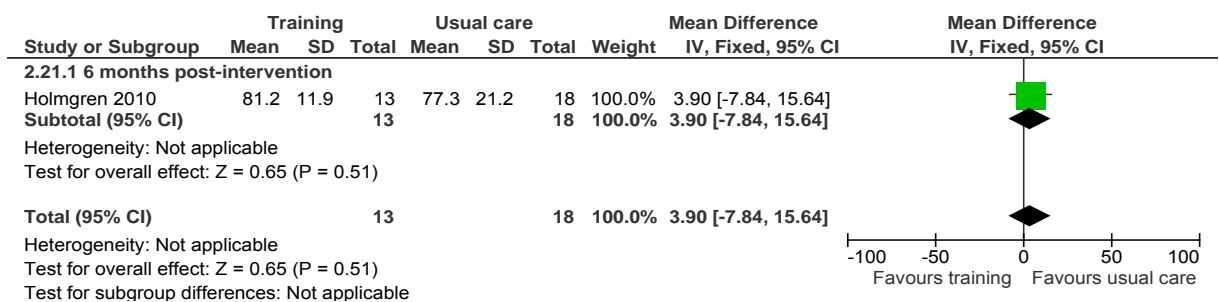 Training Usual care Mean Difference Mean Difference
Study or Subgroup Mean SD Total Mean SD Total Weight IV, Fixed, 95% CI IV, Fixed, 95% CI
2.21.1 6 months post-intervention
Holmgren 2010 81.2 11.9 13 77.3 21.2 18 100.0% 3.90 [-7.84, 15.64]
Subtotal (95% CI) 13 18 100.0% 3.90 [-7.84, 15.64]
Heterogeneity: Not applicable
Test for overall effect: Z = 0.65 (P = 0.51)
Total (95% CI) 13 18 100.0% 3.90 [-7.84, 15.64]
Heterogeneity: Not applicable
Test for overall effect: Z = 0.65 (P = 0.51)
Test for subgroup differences: Not applicable
-100 -50 0 50 100
Favours training Favours usual care